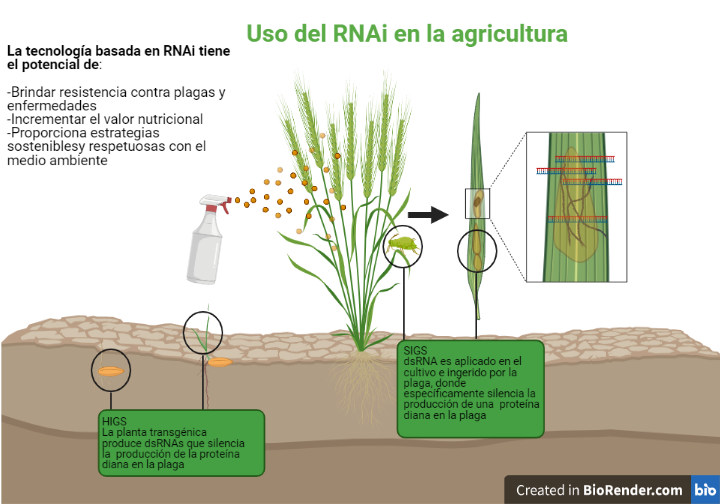 Uso del RNAi en la agricultura
La tecnología basada en RNAi tiene
el potencial de:
-Brindar resistencia contra plagas y
enfermedades
-Incrementar el valor nutricional
-Proporciona estrategias
sosteniblesy respetuosas con el
medio ambiente
SIGS
dsRNA es aplicado en el
cultivo e ingerido por la
plaga, donde
específicamente silencia la
producción de una proteína
diana en la plaga
HIGS
La planta transgénica
produce dsRNAs que silencia
la producción de la proteína
diana en la plaga
Created in BioRender.com bio